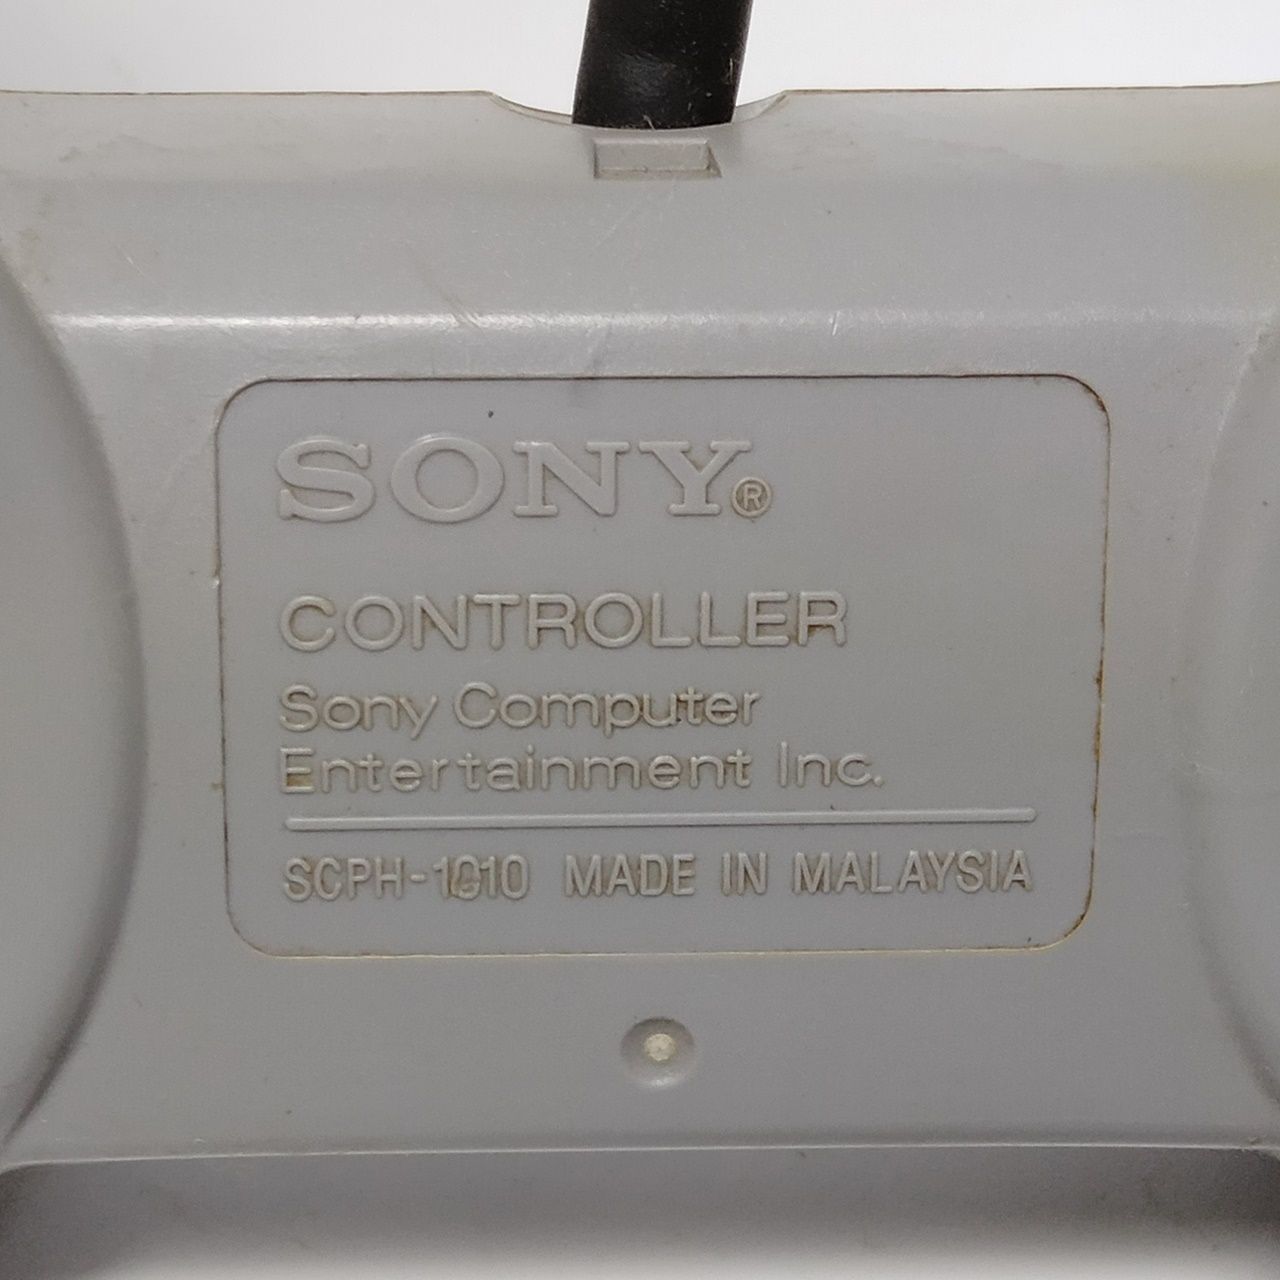 SONY®
CONTROLLER
Sony Computer
Entertainment Inc.
SCPH-1010 MADE IN MALAYSIA